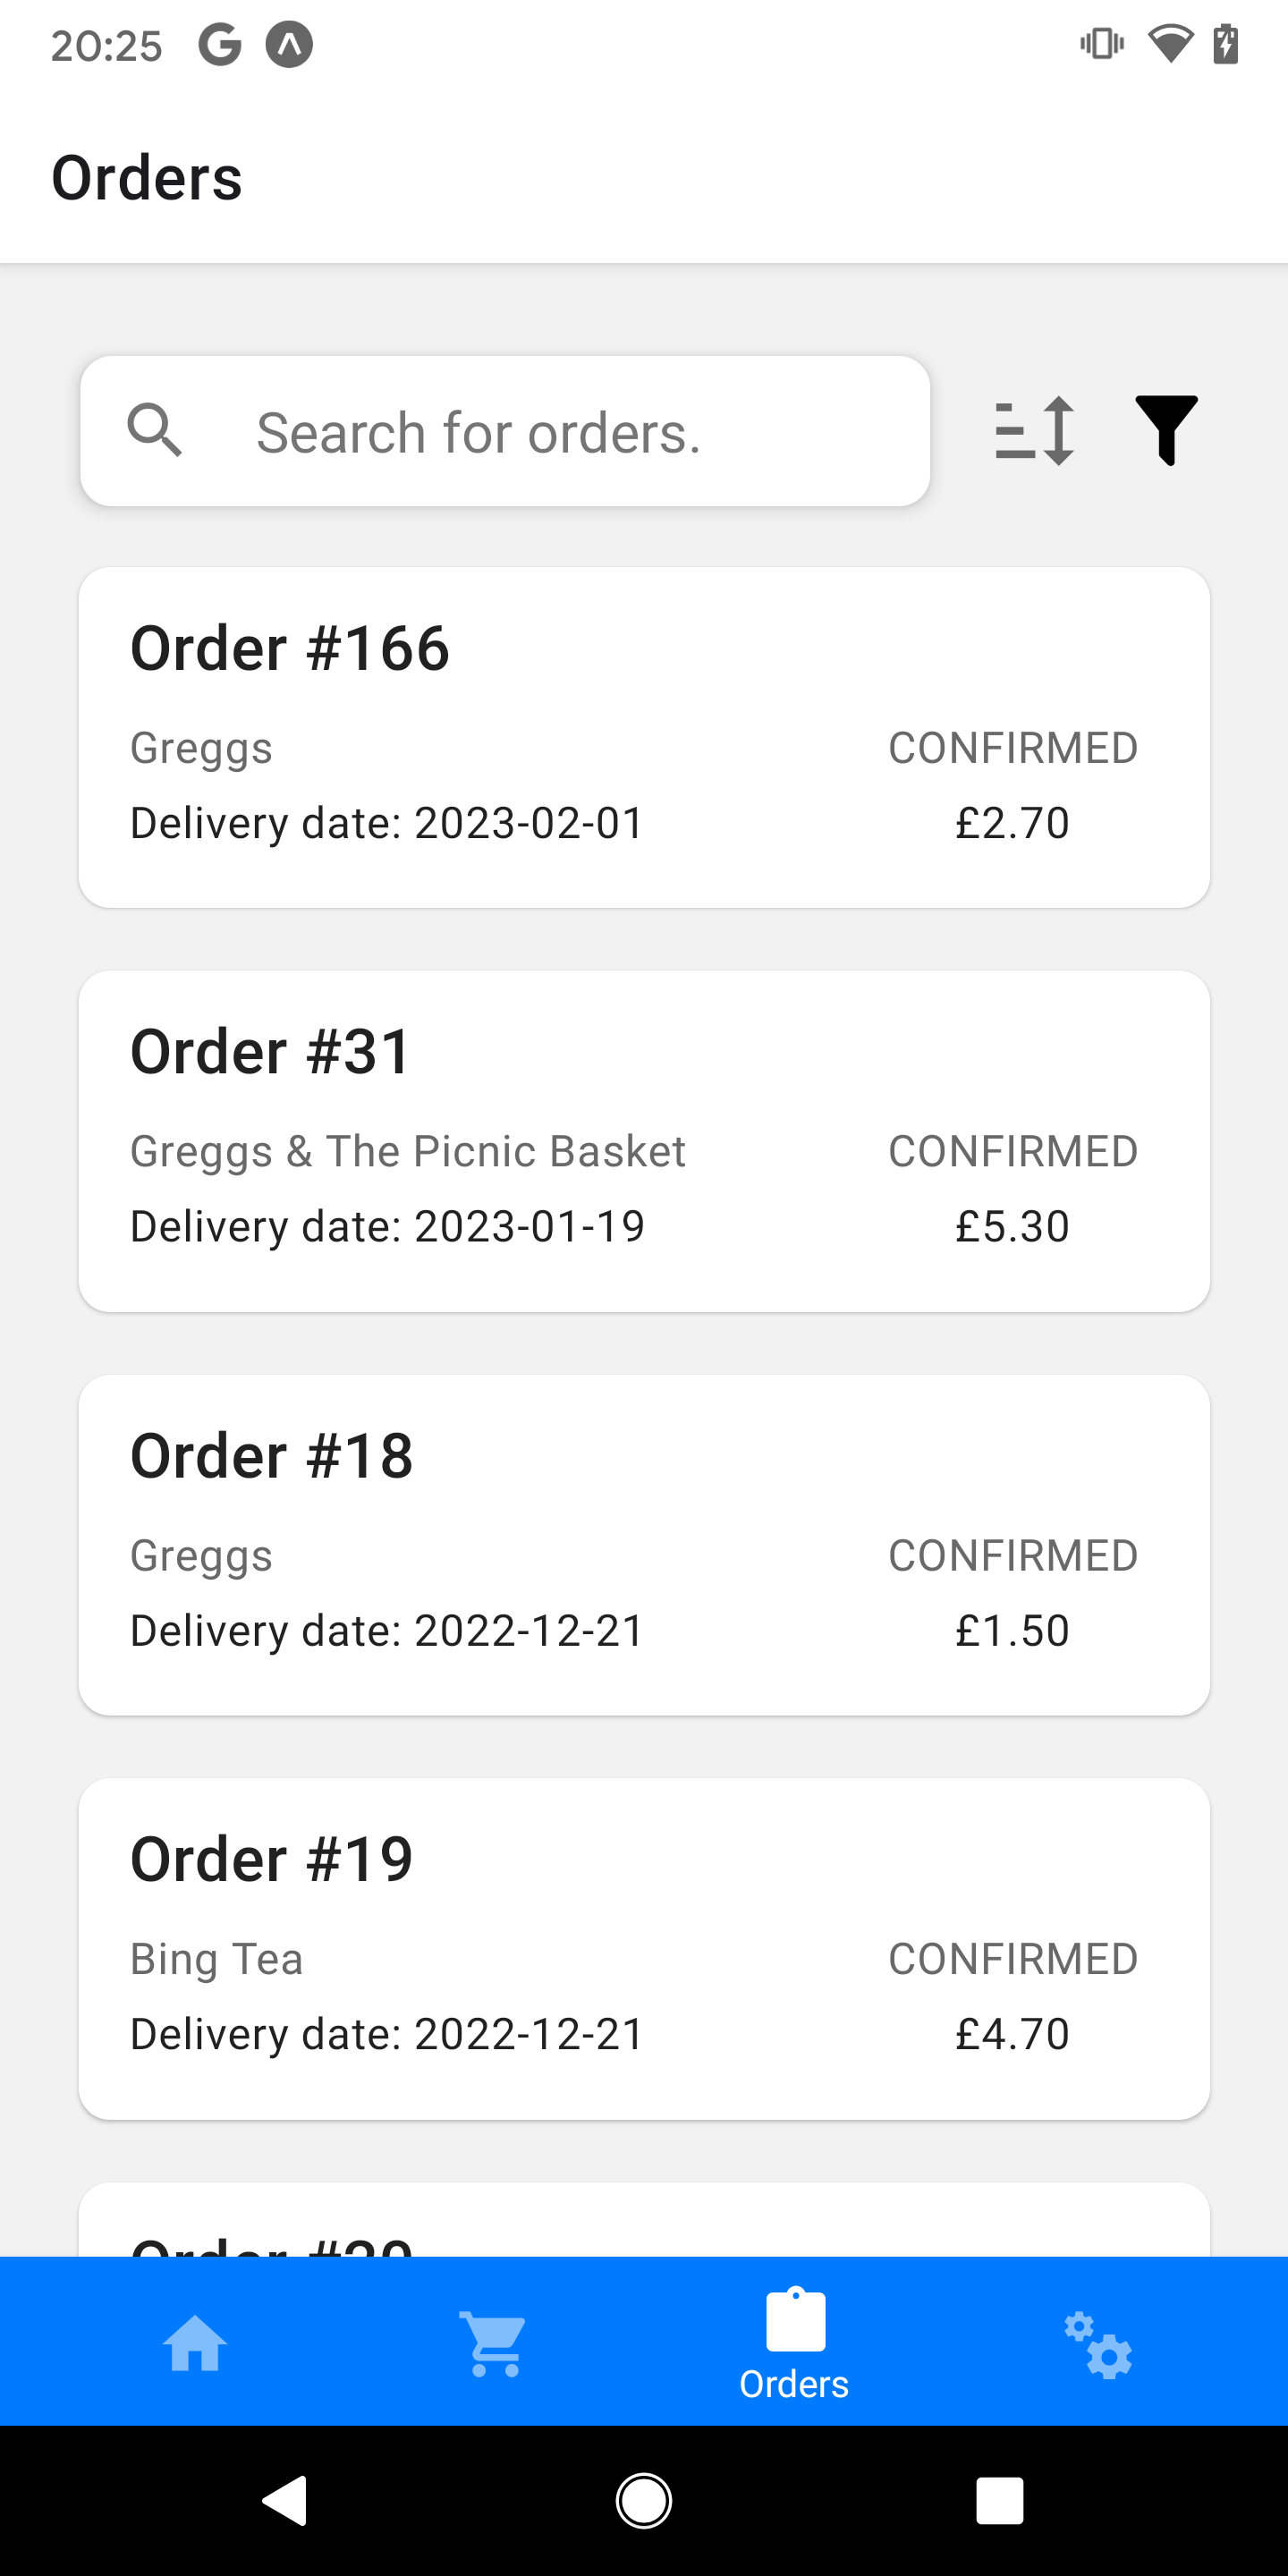 20:25
Orders
Search for orders.
Order #166
Greggs CONFIRMED
Delivery date: 2023-02-01 £2.70
Order #31
Greggs & The Picnic Basket CONFIRMED
Delivery date: 2023-01-19 £5.30
Order #18
Greggs CONFIRMED
Delivery date: 2022-12-21 £1.50
Order #19
Bing Tea CONFIRMED
Delivery date: 2022-12-21 £4.70
Order
Orders